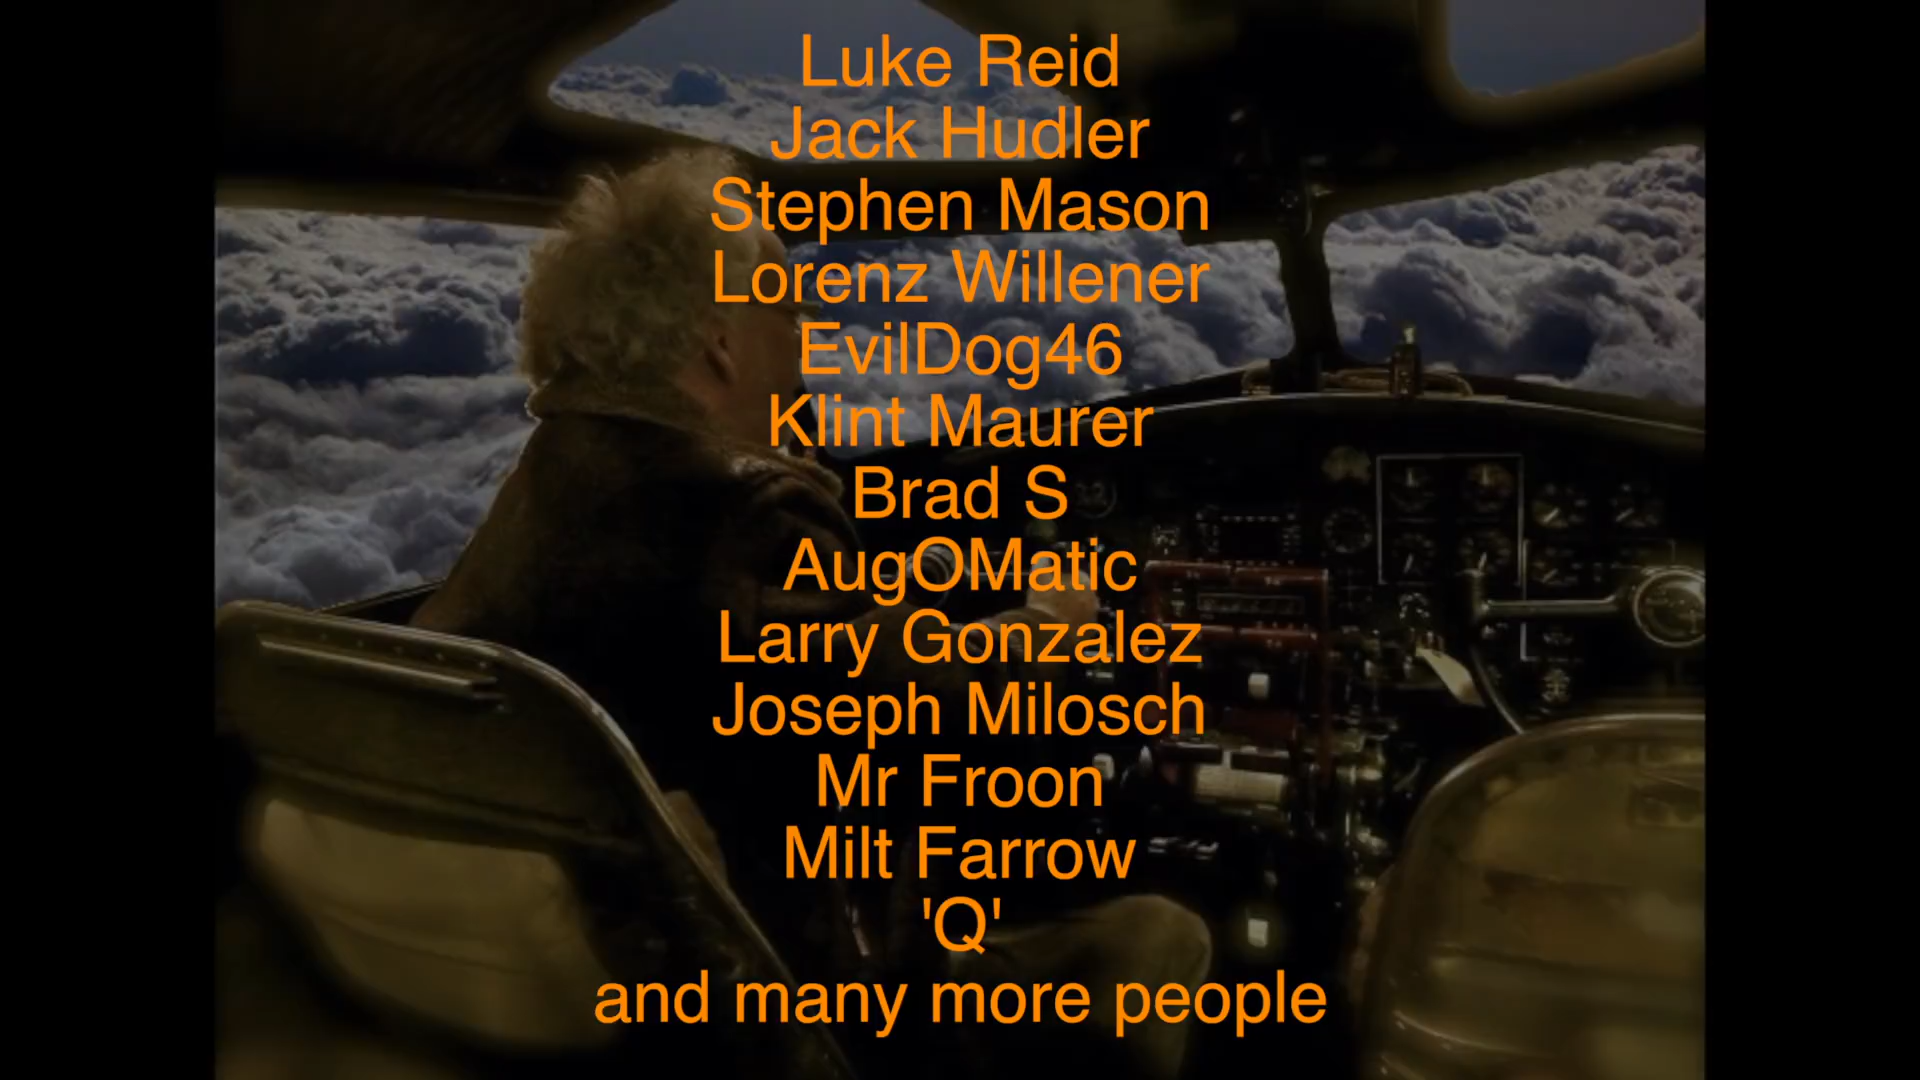 Luke Reid
Jack Hudler
Stephen Mason
Lorenz Willener
EvilDog46
Klint Maurer
Brad S
AugOMatic
Larry Gonzalez
Joseph Milosch
Mr Froon
Milt Farrow
'Q'
and many more people